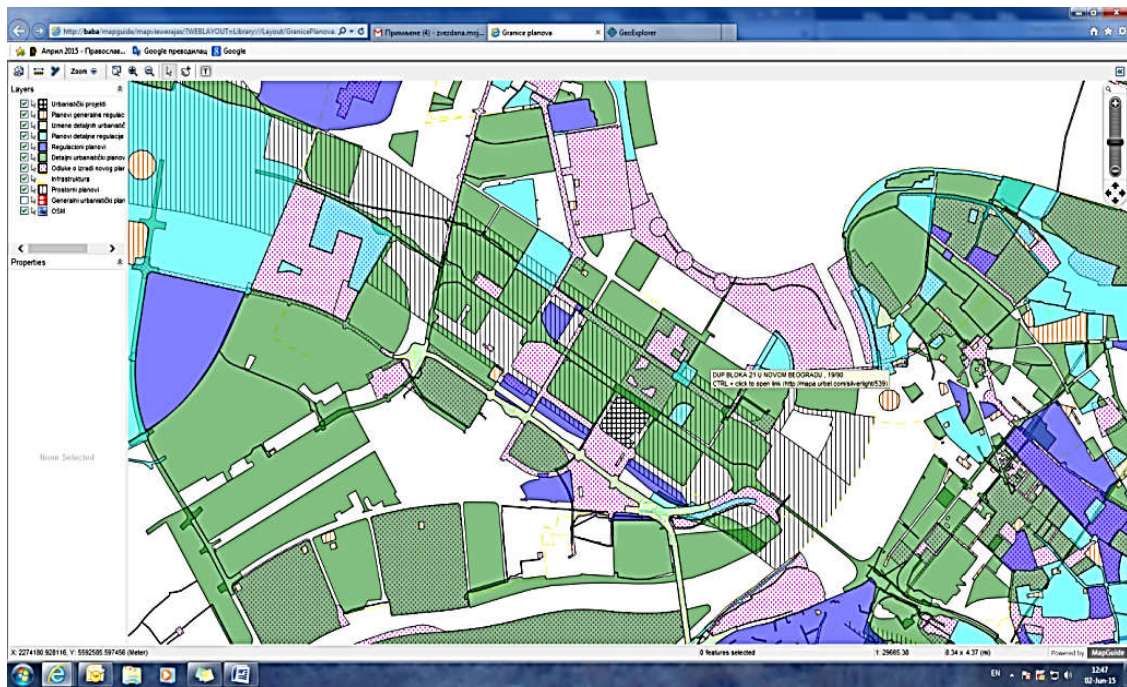 http://baba/mapguide/mapviewerajax/?WEBLAYOUT=Library://Layout/GranicePlanova.
Примљене (4) - zvezdana.moj...
Granice planova
GeoExplorer
Април 2015 - Православ...
Google преводилац
Google
Zoom
Layers
Urbanistički projekti
Planovi generalne regulac
Izmene detaljnih urbanistič
Planovi detaljne regulacije
Regulacioni planovi
Detaljni urbanistički planov
Odluke o izradi novog plan
Infrastruktura
Prostorni planovi
Generalni urbanistički plan
OSM
Properties
None Selected
DUP BLOKA 21 U NOVOM BEOGRADU , 19/90
CTRL + click to open link (http://mapa.urbel.com/silverlight/539)
X: 2274180.928116, Y: 5592585.597456 (Meter)
0 features selected
1: 29665.38
8.34 x 4.37 (mi)
Powered by
MapGuide
EN
12:47
02-Jun-15